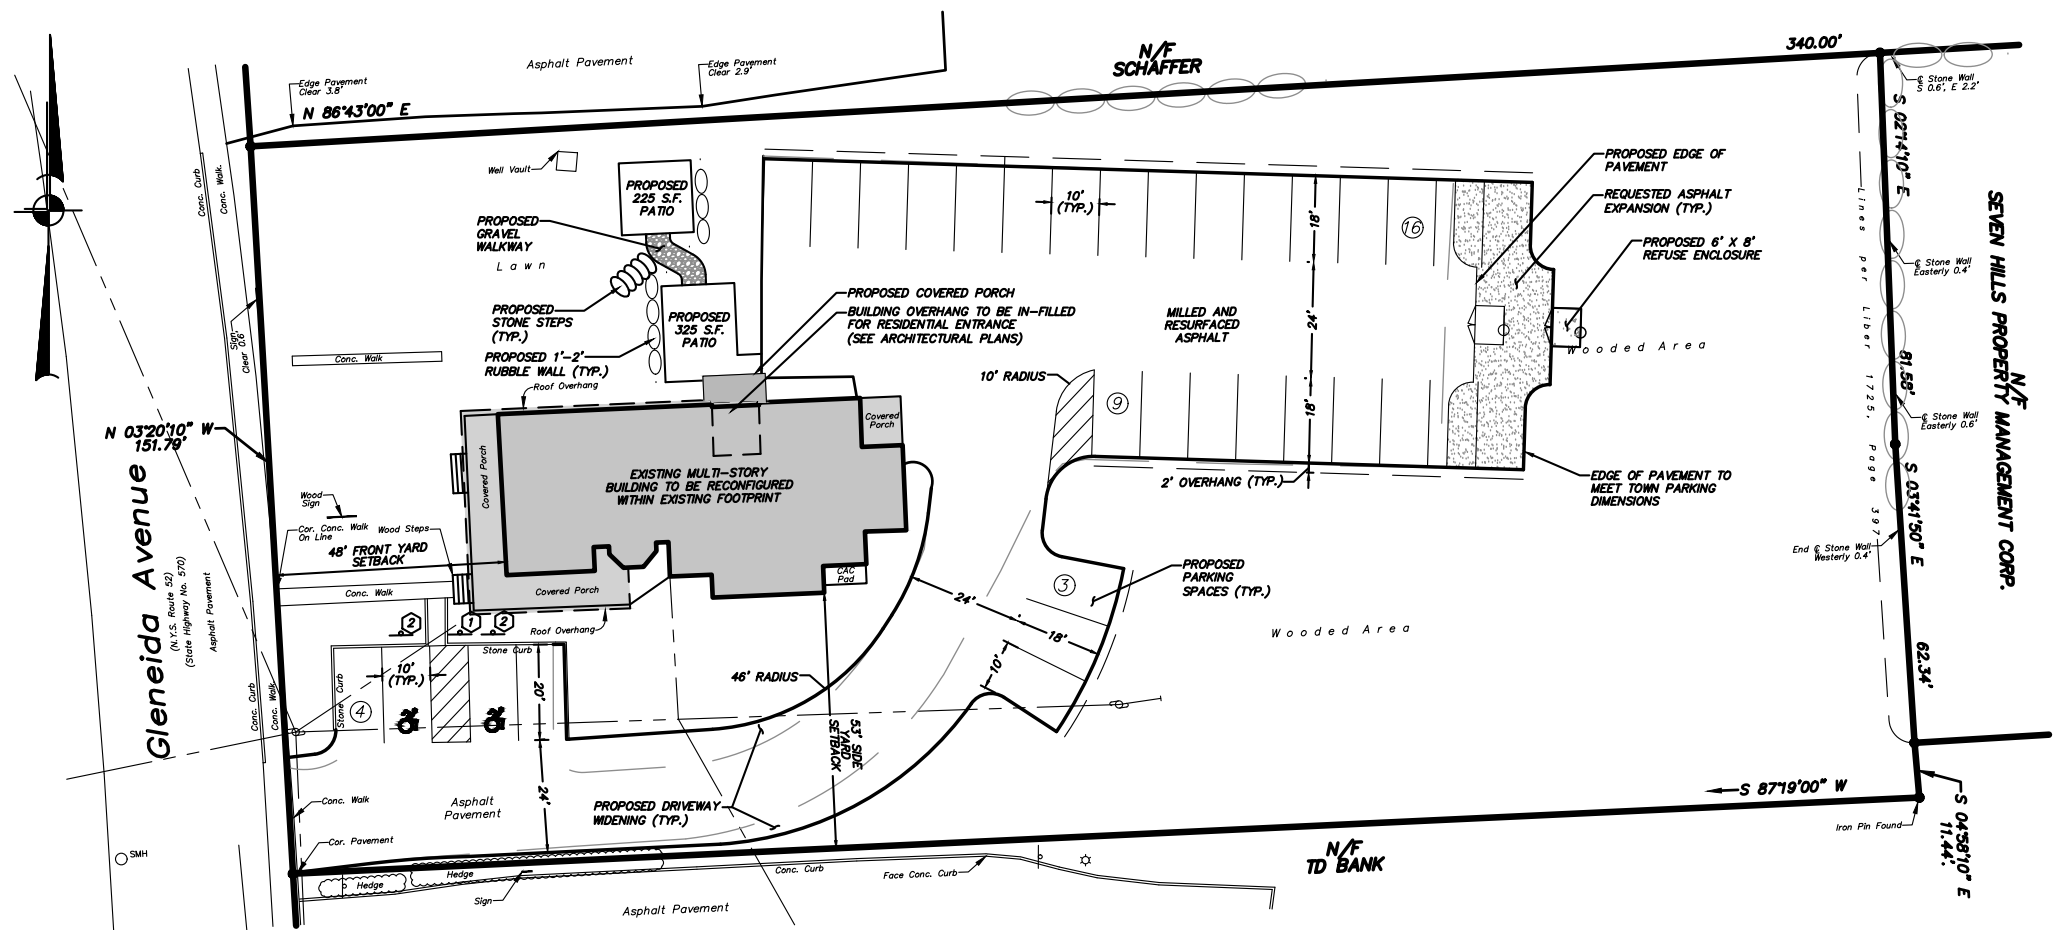 Asphalt Pavement
Edge Pavement
Clear 3.8'
Edge Pavement
Clear 2.9'
N 86°43'00" E
N/F
SCHAFFER
340.00'
℄ Stone Wall
S 0.6', E 2.2'
S 02°14'10" E
81.58'
℄ Stone Wall
Easterly 0.4'
℄ Stone Wall
Easterly 0.6'
Lines per Liber 1725, Page 397
N/F
SEVEN HILLS PROPERTY MANAGEMENT CORP.
S 03°41'50" E
62.34'
End ℄ Stone Wall
Westerly 0.4'
Conc. Curb
Conc. Walk.
Well Vault
PROPOSED
225 S.F.
PATIO
PROPOSED
GRAVEL
WALKWAY
Lawn
PROPOSED
STONE STEPS
(TYP.)
PROPOSED
325 S.F.
PATIO
PROPOSED 1'-2'
RUBBLE WALL (TYP.)
PROPOSED COVERED PORCH
BUILDING OVERHANG TO BE IN-FILLED
FOR RESIDENTIAL ENTRANCE
(SEE ARCHITECTURAL PLANS)
10'
(TYP.)
18'
24'
18'
16
MILLED AND
RESURFACED
ASPHALT
PROPOSED EDGE OF
PAVEMENT
REQUESTED ASPHALT
EXPANSION (TYP.)
PROPOSED 6' X 8'
REFUSE ENCLOSURE
Wooded Area
10' RADIUS
9
2' OVERHANG (TYP.)
EDGE OF PAVEMENT TO
MEET TOWN PARKING
DIMENSIONS
Sign
Clear 0.6'
Conc. Walk
Roof Overhang
N 03°20'10" W
151.79'
Covered Porch
Covered
Porch
EXISTING MULTI-STORY
BUILDING TO BE RECONFIGURED
WITHIN EXISTING FOOTPRINT
Gleneida Avenue
(N.Y.S. Route 52)
(State Highway No. 570)
Asphalt Pavement
Wood
Sign
Cor. Conc. Walk
On Line
Wood Steps
48' FRONT YARD
SETBACK
Conc. Walk
Covered Porch
CAC
Pad
2
1
2
Roof Overhang
Stone Curb
Stone Curb
10'
(TYP.)
4
20'
24'
3
PROPOSED
PARKING
SPACES (TYP.)
24'
18'
10'
Wooded Area
46' RADIUS
53' SIDE
YARD
SETBACK
Conc. Curb
Conc. Walk
Conc. Walk
Asphalt
Pavement
PROPOSED DRIVEWAY
WIDENING (TYP.)
Cor. Pavement
SMH
Hedge
Hedge
Sign
Conc. Curb
Face Conc. Curb
Asphalt Pavement
N/F
TD BANK
S 87°19'00" W
Iron Pin Found
S 04°58'10" E
11.44'